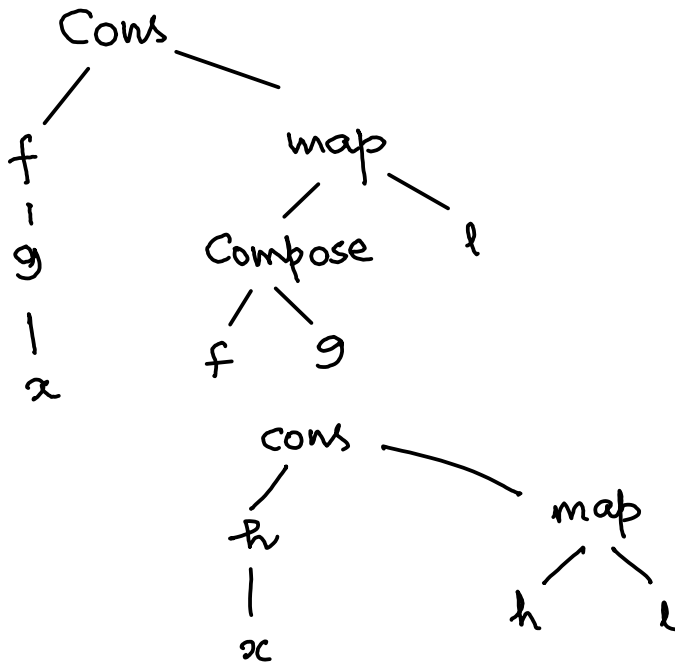 Cons
f map
g Compose l
x f g
cons
h map
x h l